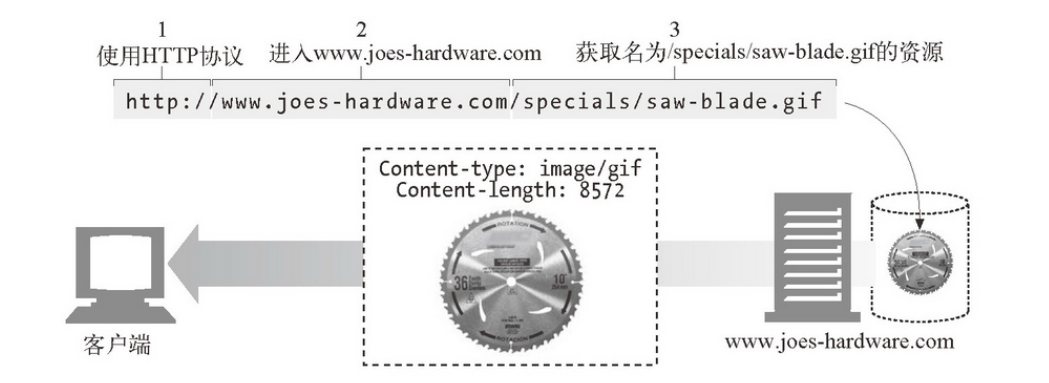 1
使用HTTP协议
2
进入www.joes-hardware.com
3
获取名为/specials/saw-blade.gif的资源
http://www.joes-hardware.com/specials/saw-blade.gif
Content-type: image/gif
Content-length: 8572
ROTATION
36
10"
ROTATION
客户端
www.joes-hardware.com